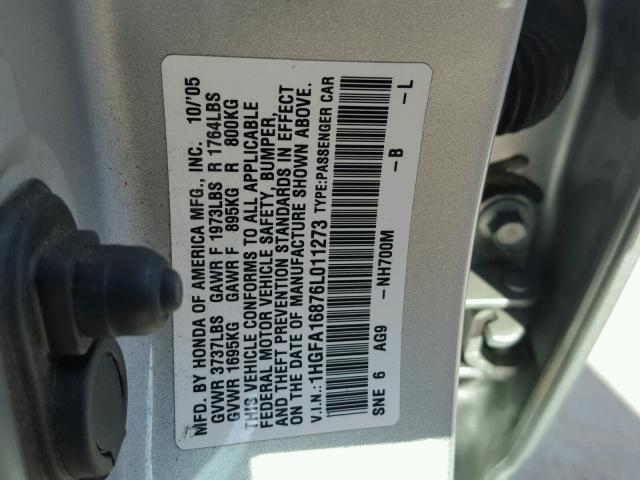 MFD. BY HONDA OF AMERICA MFG., INC. 10/'05
GVWR 3737LBS GAWR F 1973LBS R 1764LBS
GVWR 1695KG GAWR F 895KG R 800KG
THIS VEHICLE CONFORMS TO ALL APPLICABLE
FEDERAL MOTOR VEHICLE SAFETY, BUMPER,
AND THEFT PREVENTION STANDARDS IN EFFECT
ON THE DATE OF MANUFACTURE SHOWN ABOVE.
V.I.N.: 1HGFA16876L011273 TYPE:PASSENGER CAR
SNE 6 AG9 -NH700M -B -L